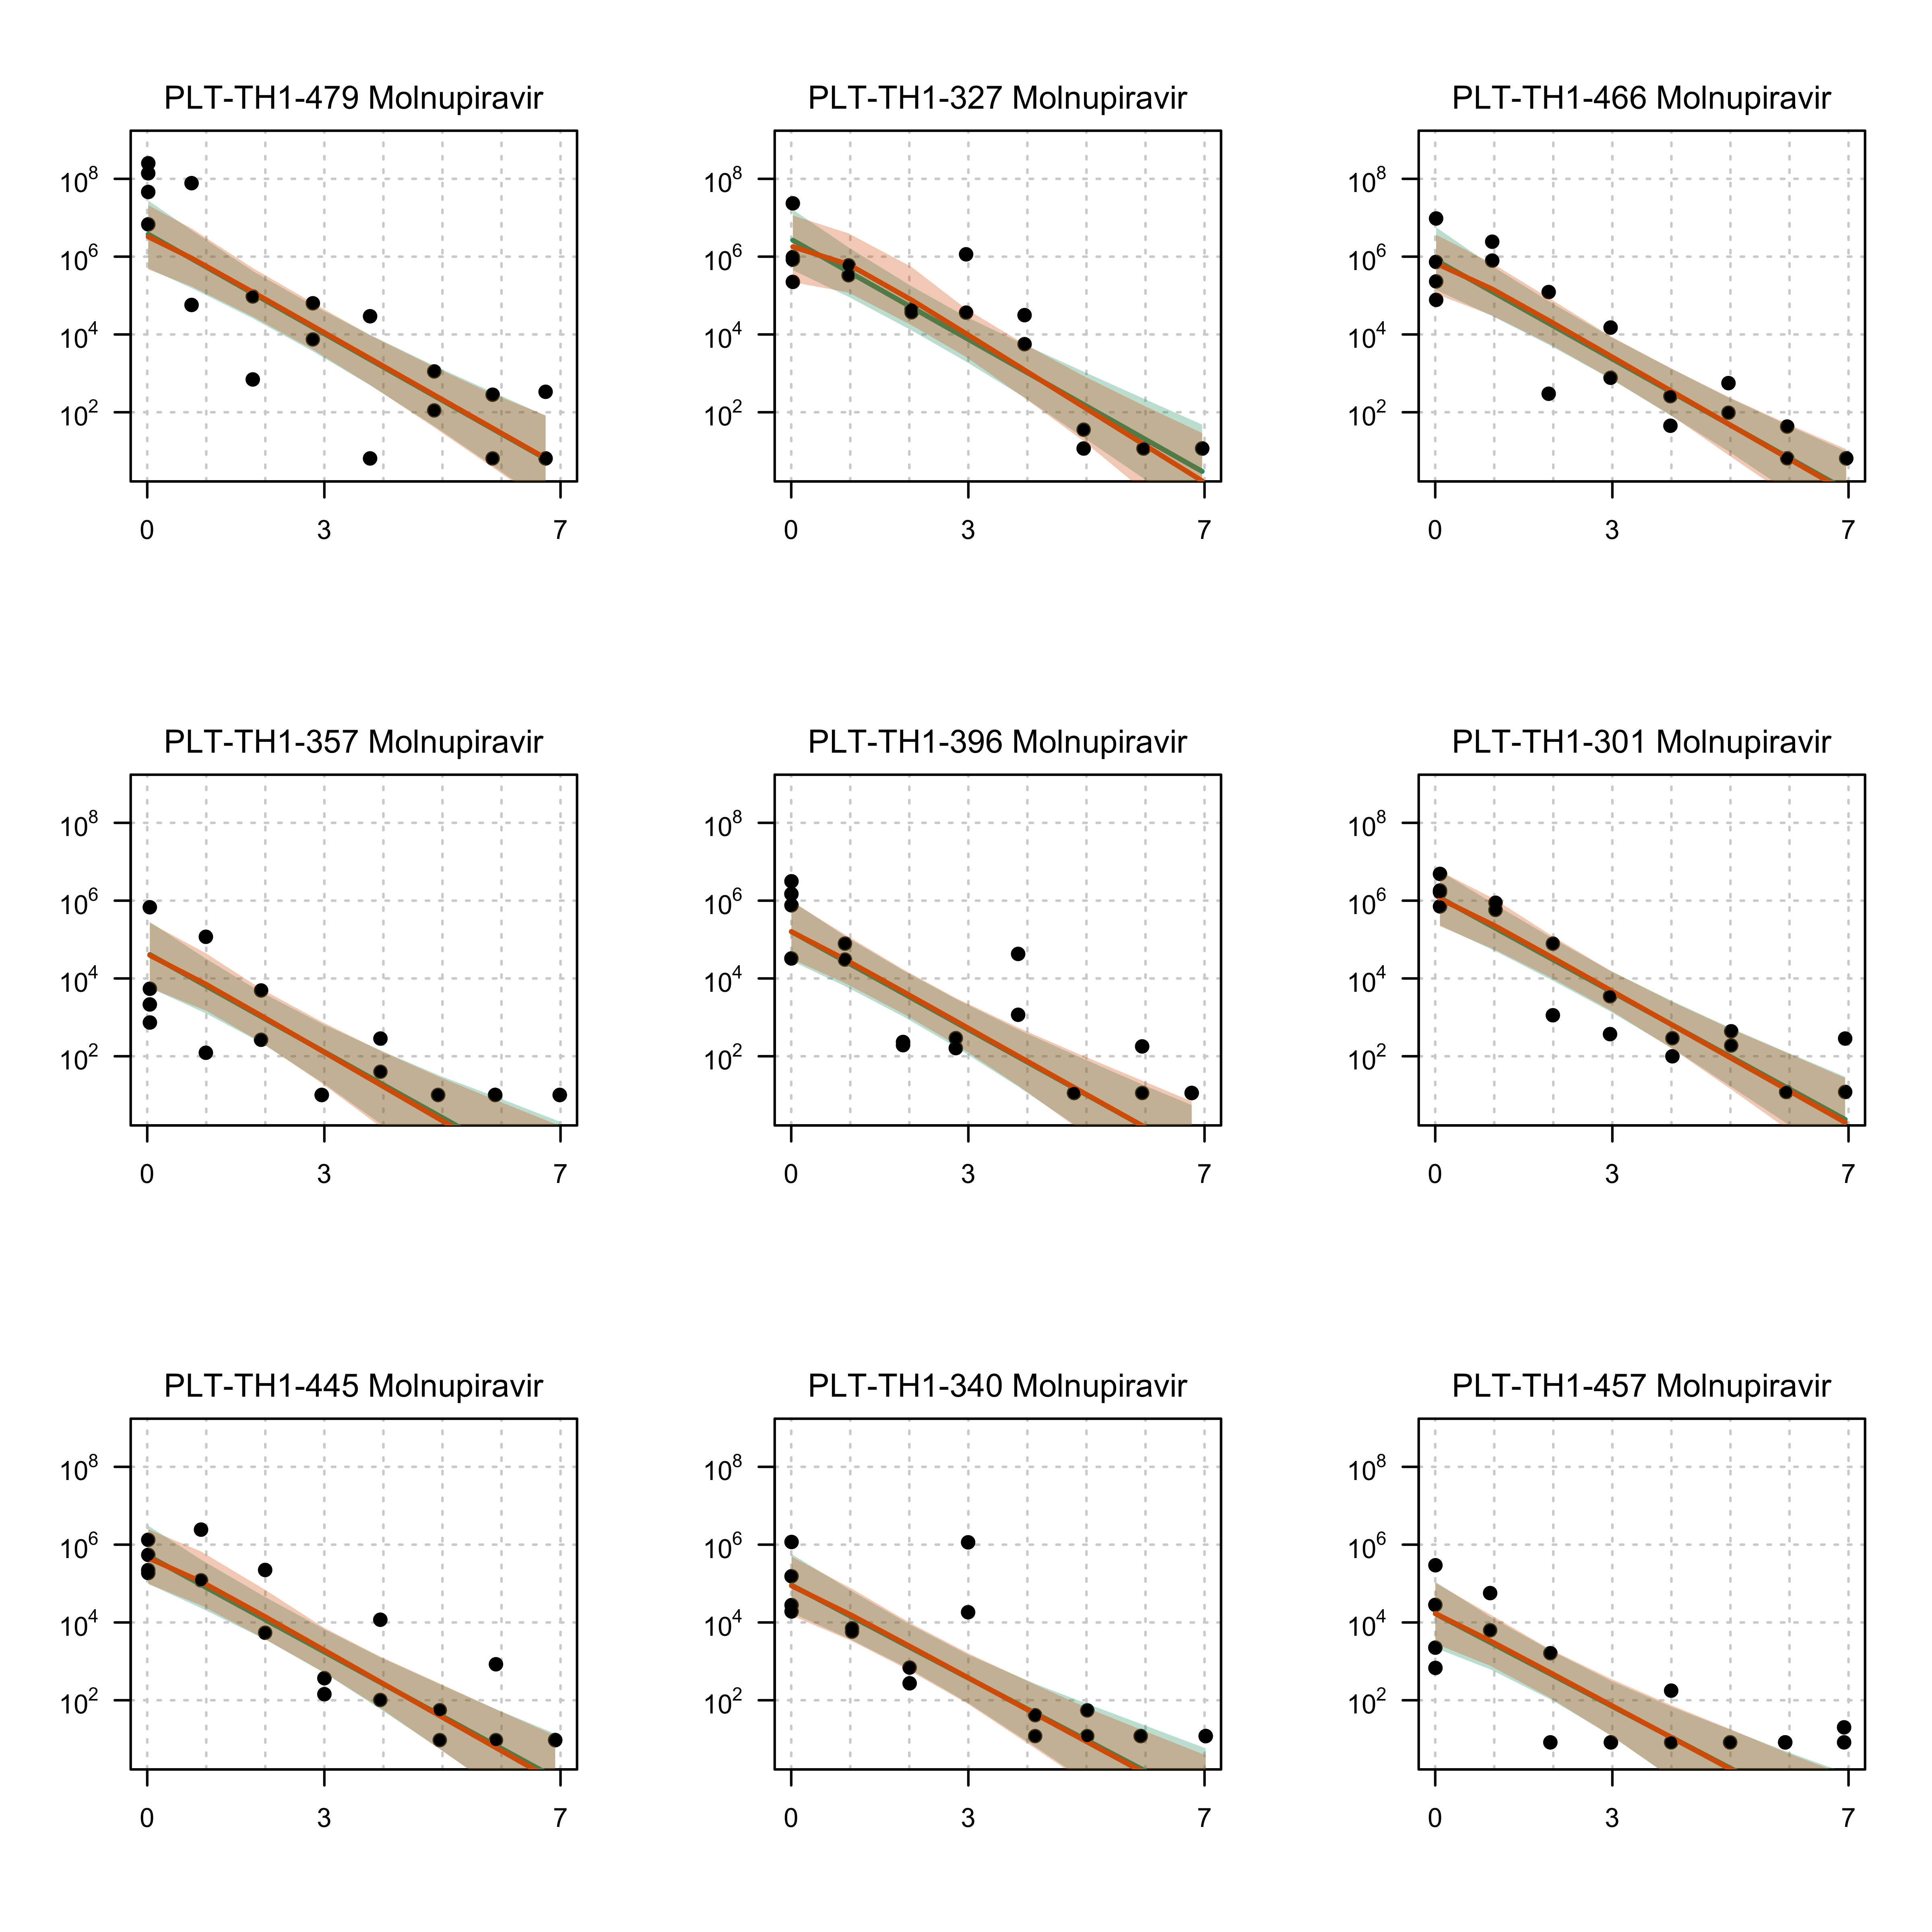 PLT-TH1-479 Molnupiravir
10^8
10^6
10^4
10^2
0 3 7
PLT-TH1-327 Molnupiravir
10^8
10^6
10^4
10^2
0 3 7
PLT-TH1-466 Molnupiravir
10^8
10^6
10^4
10^2
0 3 7
PLT-TH1-357 Molnupiravir
10^8
10^6
10^4
10^2
0 3 7
PLT-TH1-396 Molnupiravir
10^8
10^6
10^4
10^2
0 3 7
PLT-TH1-301 Molnupiravir
10^8
10^6
10^4
10^2
0 3 7
PLT-TH1-445 Molnupiravir
10^8
10^6
10^4
10^2
0 3 7
PLT-TH1-340 Molnupiravir
10^8
10^6
10^4
10^2
0 3 7
PLT-TH1-457 Molnupiravir
10^8
10^6
10^4
10^2
0 3 7